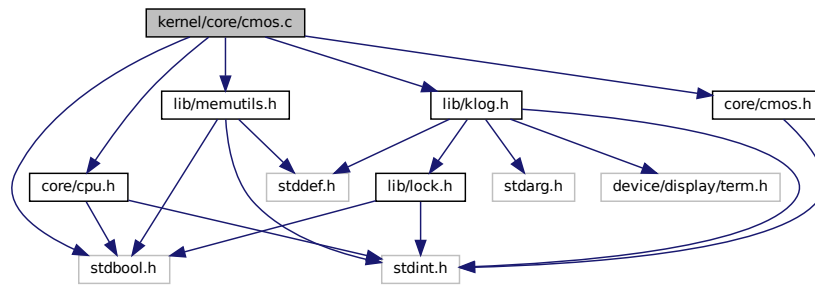 kernel/core/cmos.c
lib/memutils.h
lib/klog.h
core/cmos.h
core/cpu.h
stddef.h
lib/lock.h
stdarg.h
device/display/term.h
stdbool.h
stdint.h